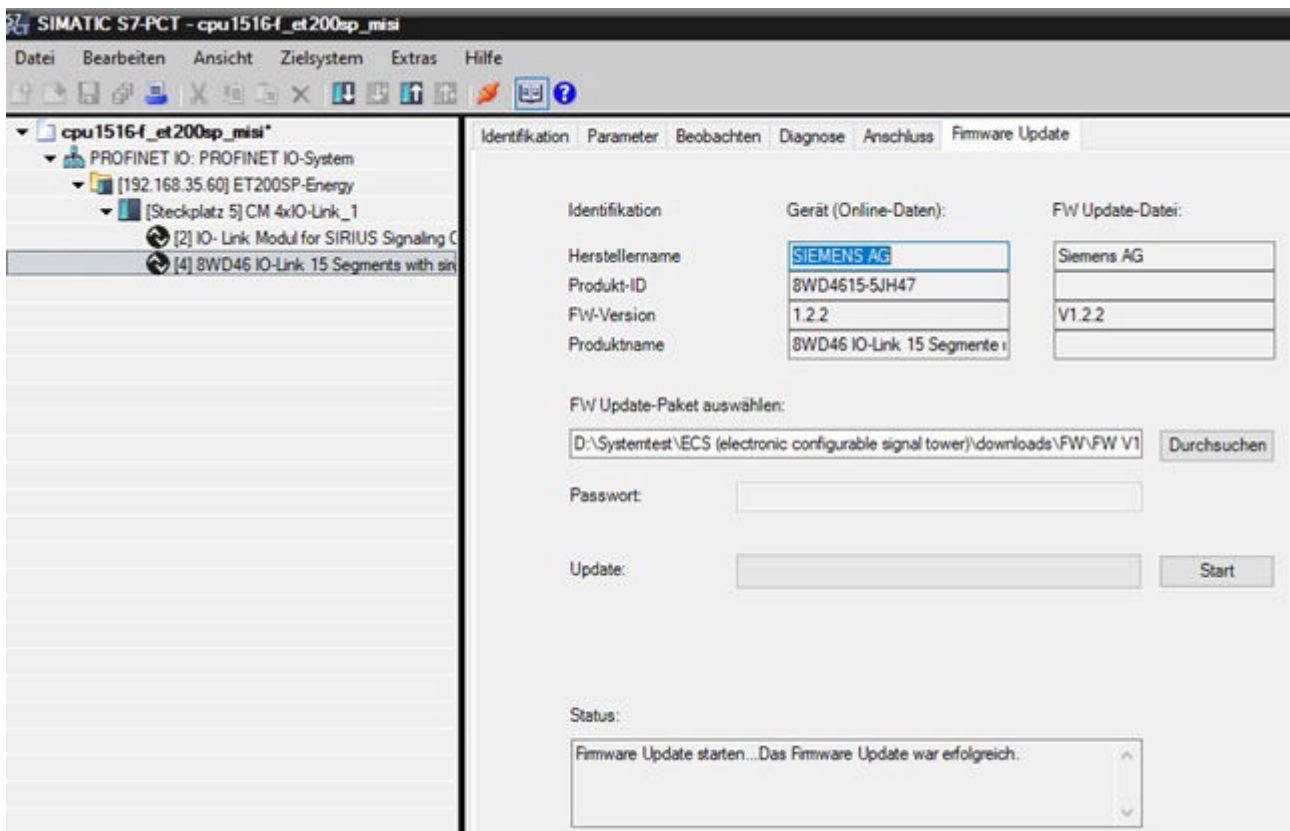 SIMATIC S7-PCT - cpu1516-f_et200sp_misi
Datei Bearbeiten Ansicht Zielsystem Extras Hilfe
cpu1516-f_et200sp_misi*
PROFINET IO: PROFINET IO-System
[192.168.35.60] ET200SP-Energy
[Steckplatz 5] CM 4xIO-Link_1
[2] IO- Link Modul for SIRIUS Signaling C
[4] 8WD46 IO-Link 15 Segments with sin
Identifikation Parameter Beobachten Diagnose Anschluss Firmware Update
Identifikation Gerät (Online-Daten): FW Update-Datei:
Herstellername SIEMENS AG Siemens AG
Produkt-ID 8WD4615-5JH47
FW-Version 1.2.2 V1.2.2
Produktname 8WD46 IO-Link 15 Segmente
FW Update-Paket auswählen:
D:\Systemtest\ECS (electronic configurable signal tower)\downloads\FW\FW V1 Durchsuchen
Passwort:
Update: Start
Status:
Firmware Update starten...Das Firmware Update war erfolgreich.